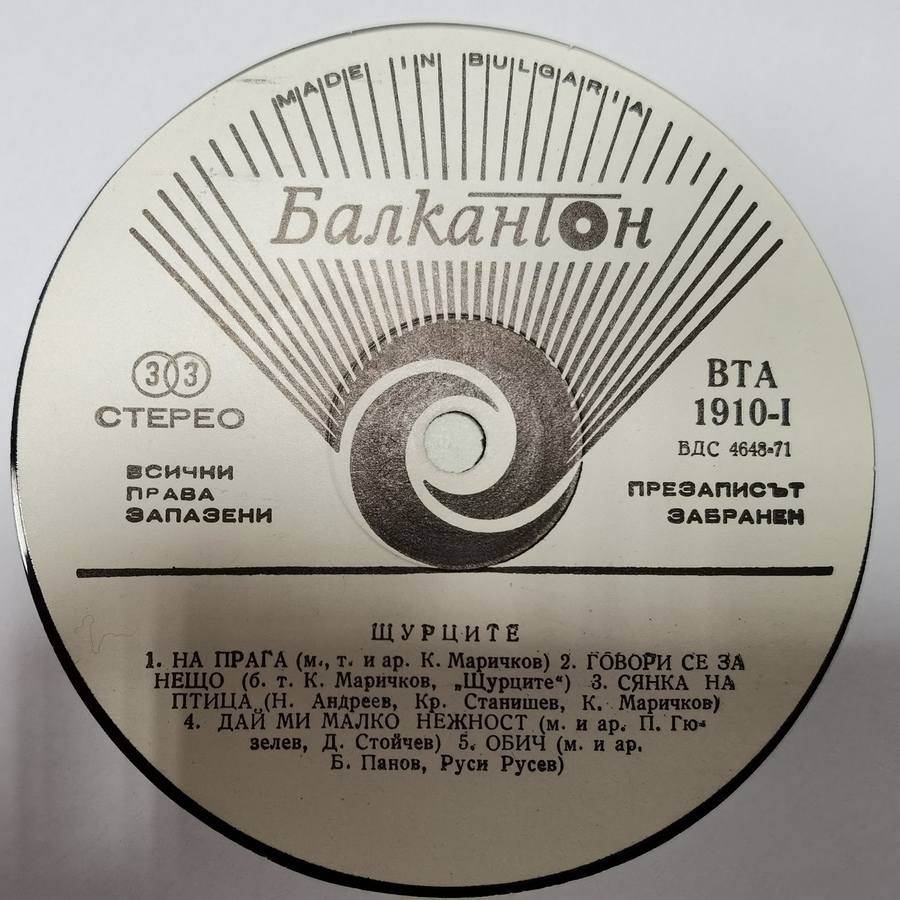 MADE IN BULGARIA
Балкантон
33
СТЕРЕО
ВСИЧКИ
ПРАВА
ЗАПАЗЕНИ
ВТА
1910-I
БДС 4648-71
ПРЕЗАПИСЪТ
ЗАБРАНЕН
ЩУРЦИТЕ
1. НА ПРАГА (м., т. и ар. К. Маричков) 2. ГОВОРИ СЕ ЗА
НЕЩО (б. т. К. Маричков, „Щурците“) 3. СЯНКА НА
ПТИЦА (Н. Андреев, Кр. Станишев, К. Маричков)
4. ДАЙ МИ МАЛКО НЕЖНОСТ (м. и ар. П. Гю-
зелев, Д. Стойчев) 5. ОБИЧ (м. и ар.
Б. Панов, Руси Русев)